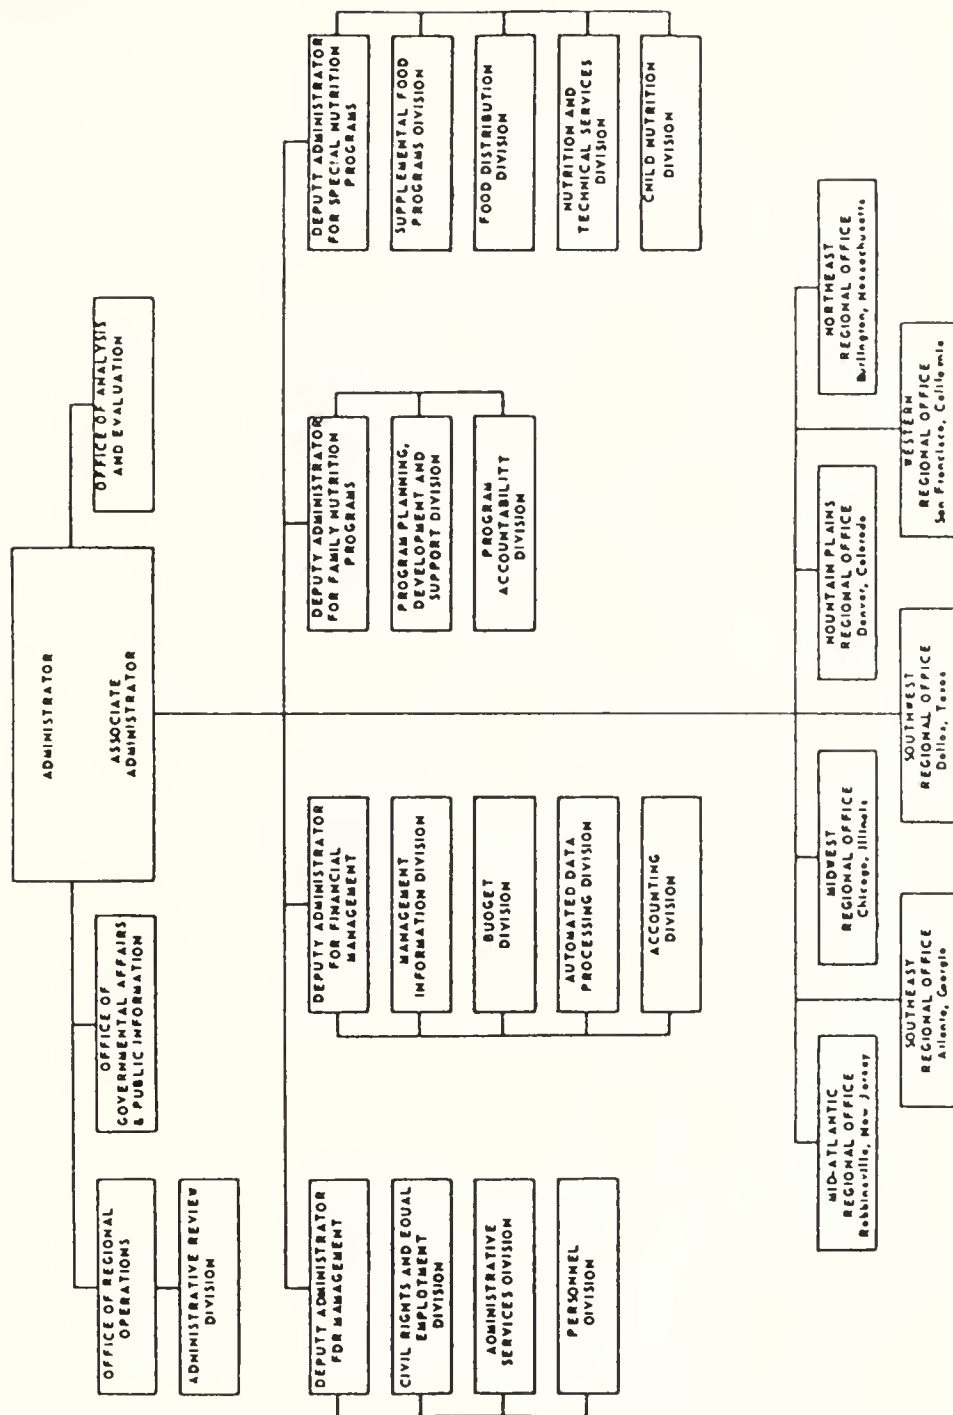 ADMINISTRATOR
ASSOCIATE
ADMINISTRATOR
OFFICE OF REGIONAL
OPERATIONS
ADMINISTRATIVE REVIEW
DIVISION
OFFICE OF
GOVERNMENTAL AFFAIRS
& PUBLIC INFORMATION
OFFICE OF ANALYSIS
AND EVALUATION
DEPUTY ADMINISTRATOR
FOR MANAGEMENT
CIVIL RIGHTS AND EQUAL
EMPLOYMENT
DIVISION
ADMINISTRATIVE
SERVICES DIVISION
PERSONNEL
DIVISION
DEPUTY ADMINISTRATOR
FOR FINANCIAL
MANAGEMENT
MANAGEMENT
INFORMATION DIVISION
BUDGET
DIVISION
AUTOMATED DATA
PROCESSING DIVISION
ACCOUNTING
DIVISION
DEPUTY ADMINISTRATOR
FOR FAMILY NUTRITION
PROGRAMS
PROGRAM PLANNING,
DEVELOPMENT AND
SUPPORT DIVISION
PROGRAM
ACCOUNTABILITY
DIVISION
DEPUTY ADMINISTRATOR
FOR SPECIAL NUTRITION
PROGRAMS
SUPPLEMENTAL FOOD
PROGRAMS DIVISION
FOOD DISTRIBUTION
DIVISION
NUTRITION AND
TECHNICAL SERVICES
DIVISION
CHILD NUTRITION
DIVISION
MID-ATLANTIC
REGIONAL OFFICE
Robbinsville, New Jersey
MIDWEST
REGIONAL OFFICE
Chicago, Illinois
MOUNTAIN PLAINS
REGIONAL OFFICE
Denver, Colorado
NORTHEAST
REGIONAL OFFICE
Burlington, Massachusetts
SOUTHEAST
REGIONAL OFFICE
Atlanta, Georgia
SOUTHWEST
REGIONAL OFFICE
Dallas, Texas
WESTERN
REGIONAL OFFICE
San Francisco, California